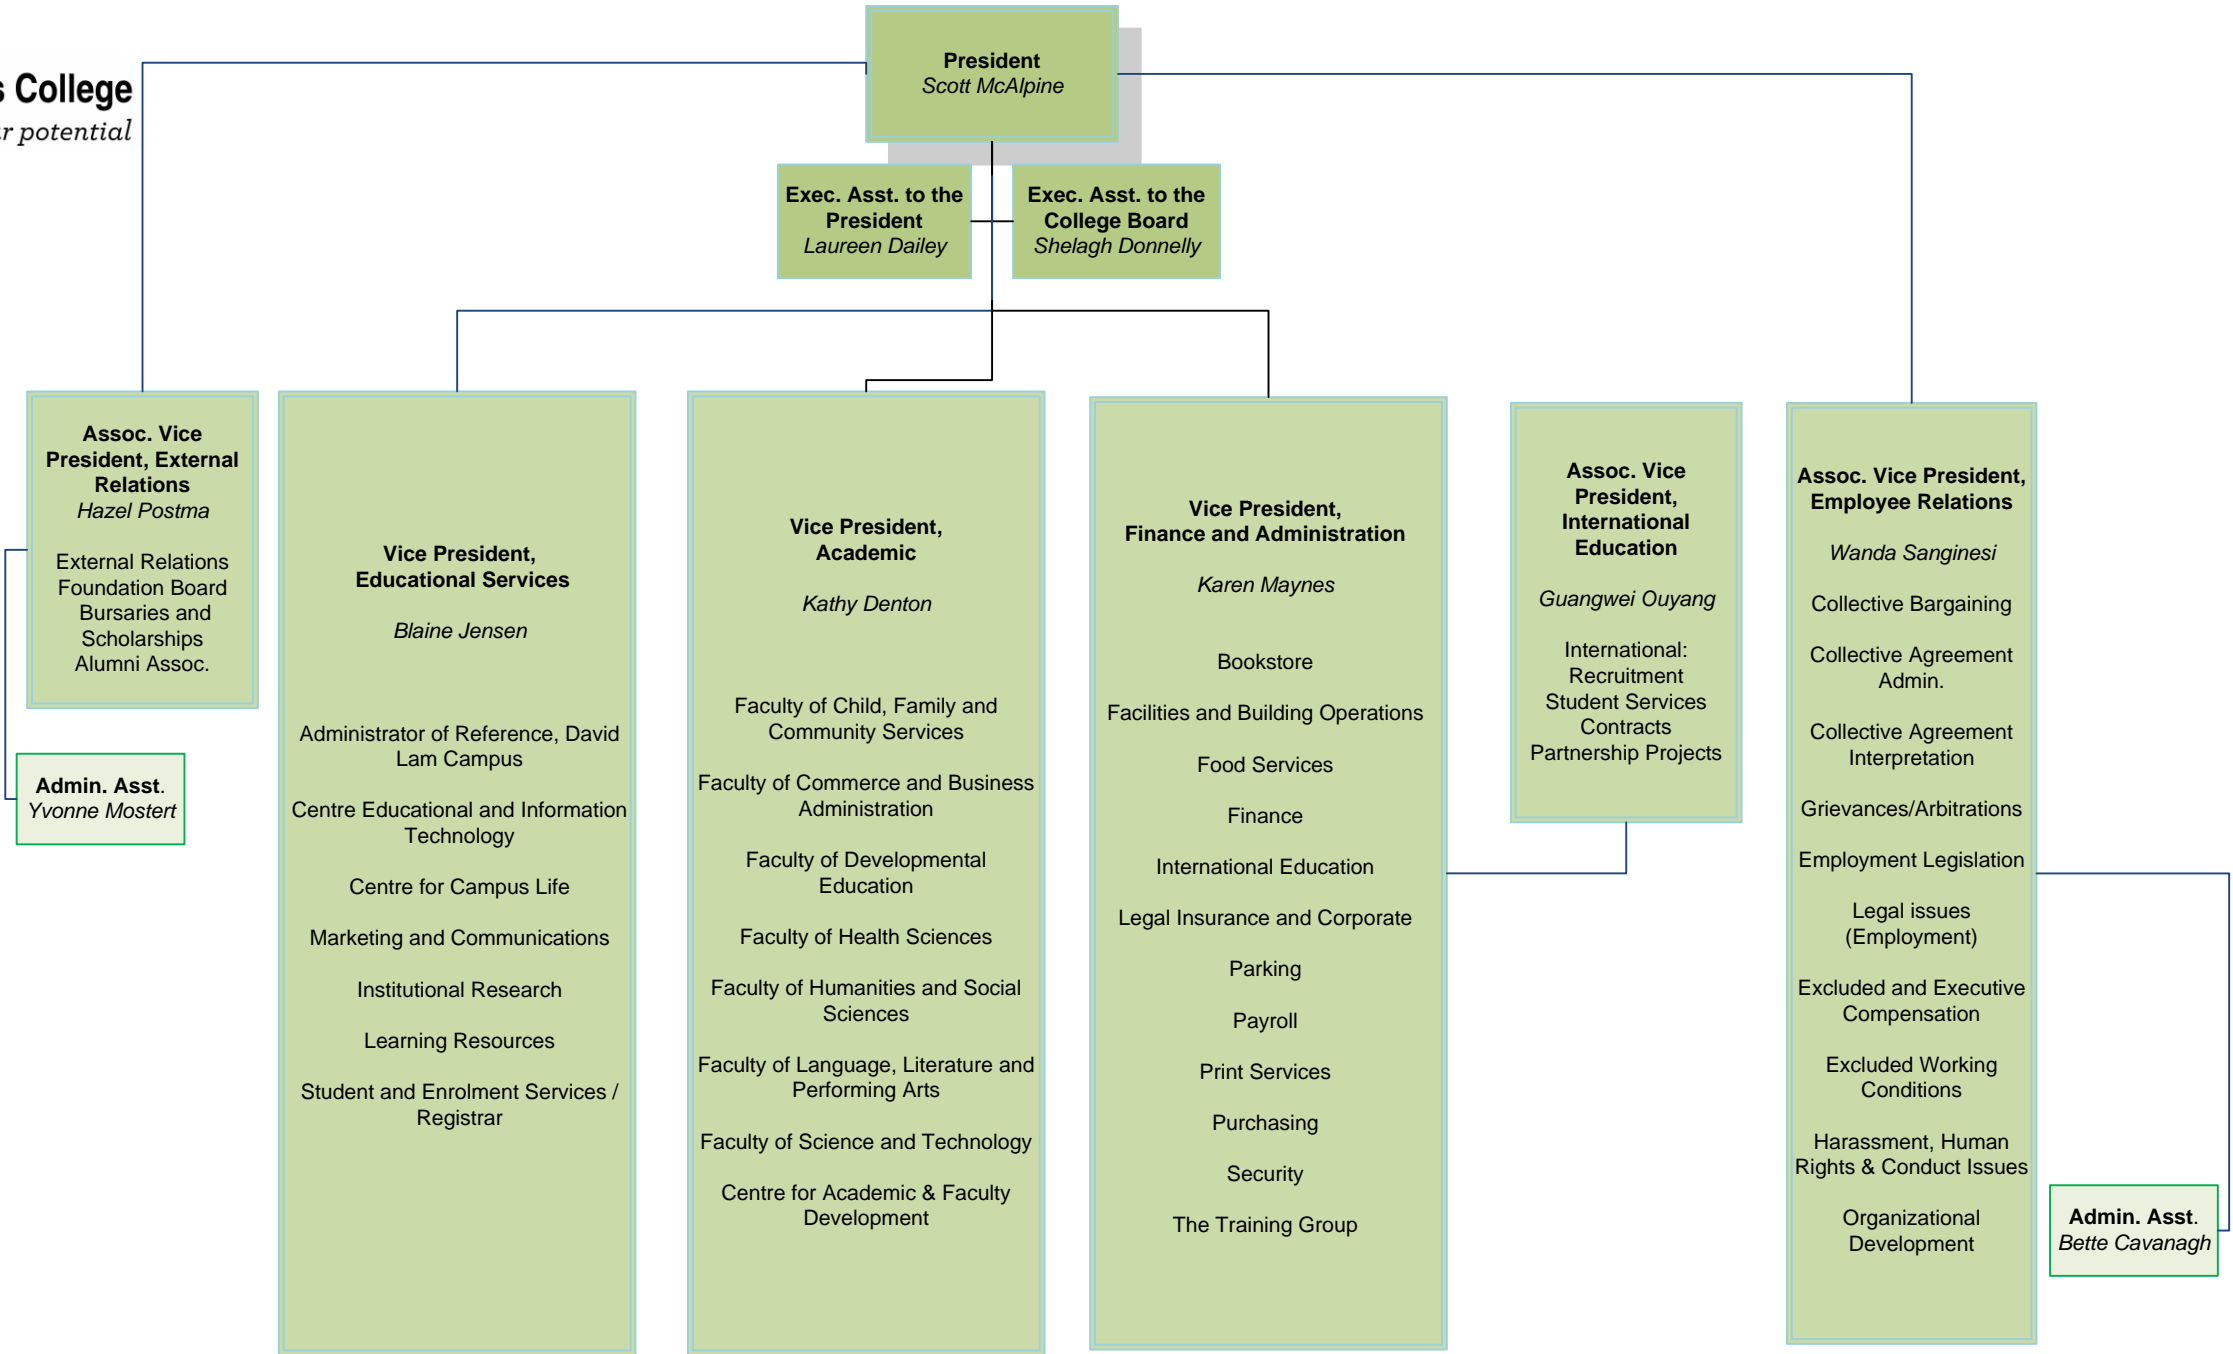 College
potential
President
Scott McAlpine
Exec. Asst. to the
President
Laureen Dailey
Exec. Asst. to the
College Board
Shelagh Donnelly
Assoc. Vice
President, External
Relations
Hazel Postma
External Relations
Foundation Board
Bursaries and
Scholarships
Alumni Assoc.
Admin. Asst.
Yvonne Mostert
Vice President,
Educational Services
Blaine Jensen
Administrator of Reference, David
Lam Campus
Centre Educational and Information
Technology
Centre for Campus Life
Marketing and Communications
Institutional Research
Learning Resources
Student and Enrolment Services /
Registrar
Vice President,
Academic
Kathy Denton
Faculty of Child, Family and
Community Services
Faculty of Commerce and Business
Administration
Faculty of Developmental
Education
Faculty of Health Sciences
Faculty of Humanities and Social
Sciences
Faculty of Language, Literature and
Performing Arts
Faculty of Science and Technology
Centre for Academic & Faculty
Development
Vice President,
Finance and Administration
Karen Maynes
Bookstore
Facilities and Building Operations
Food Services
Finance
International Education
Legal Insurance and Corporate
Parking
Payroll
Print Services
Purchasing
Security
The Training Group
Assoc. Vice
President,
International
Education
Guangwei Ouyang
International:
Recruitment
Student Services
Contracts
Partnership Projects
Assoc. Vice President,
Employee Relations
Wanda Sanginesi
Collective Bargaining
Collective Agreement
Admin.
Collective Agreement
Interpretation
Grievances/Arbitrations
Employment Legislation
Legal issues
(Employment)
Excluded and Executive
Compensation
Excluded Working
Conditions
Harassment, Human
Rights & Conduct Issues
Organizational
Development
Admin. Asst.
Bette Cavanagh